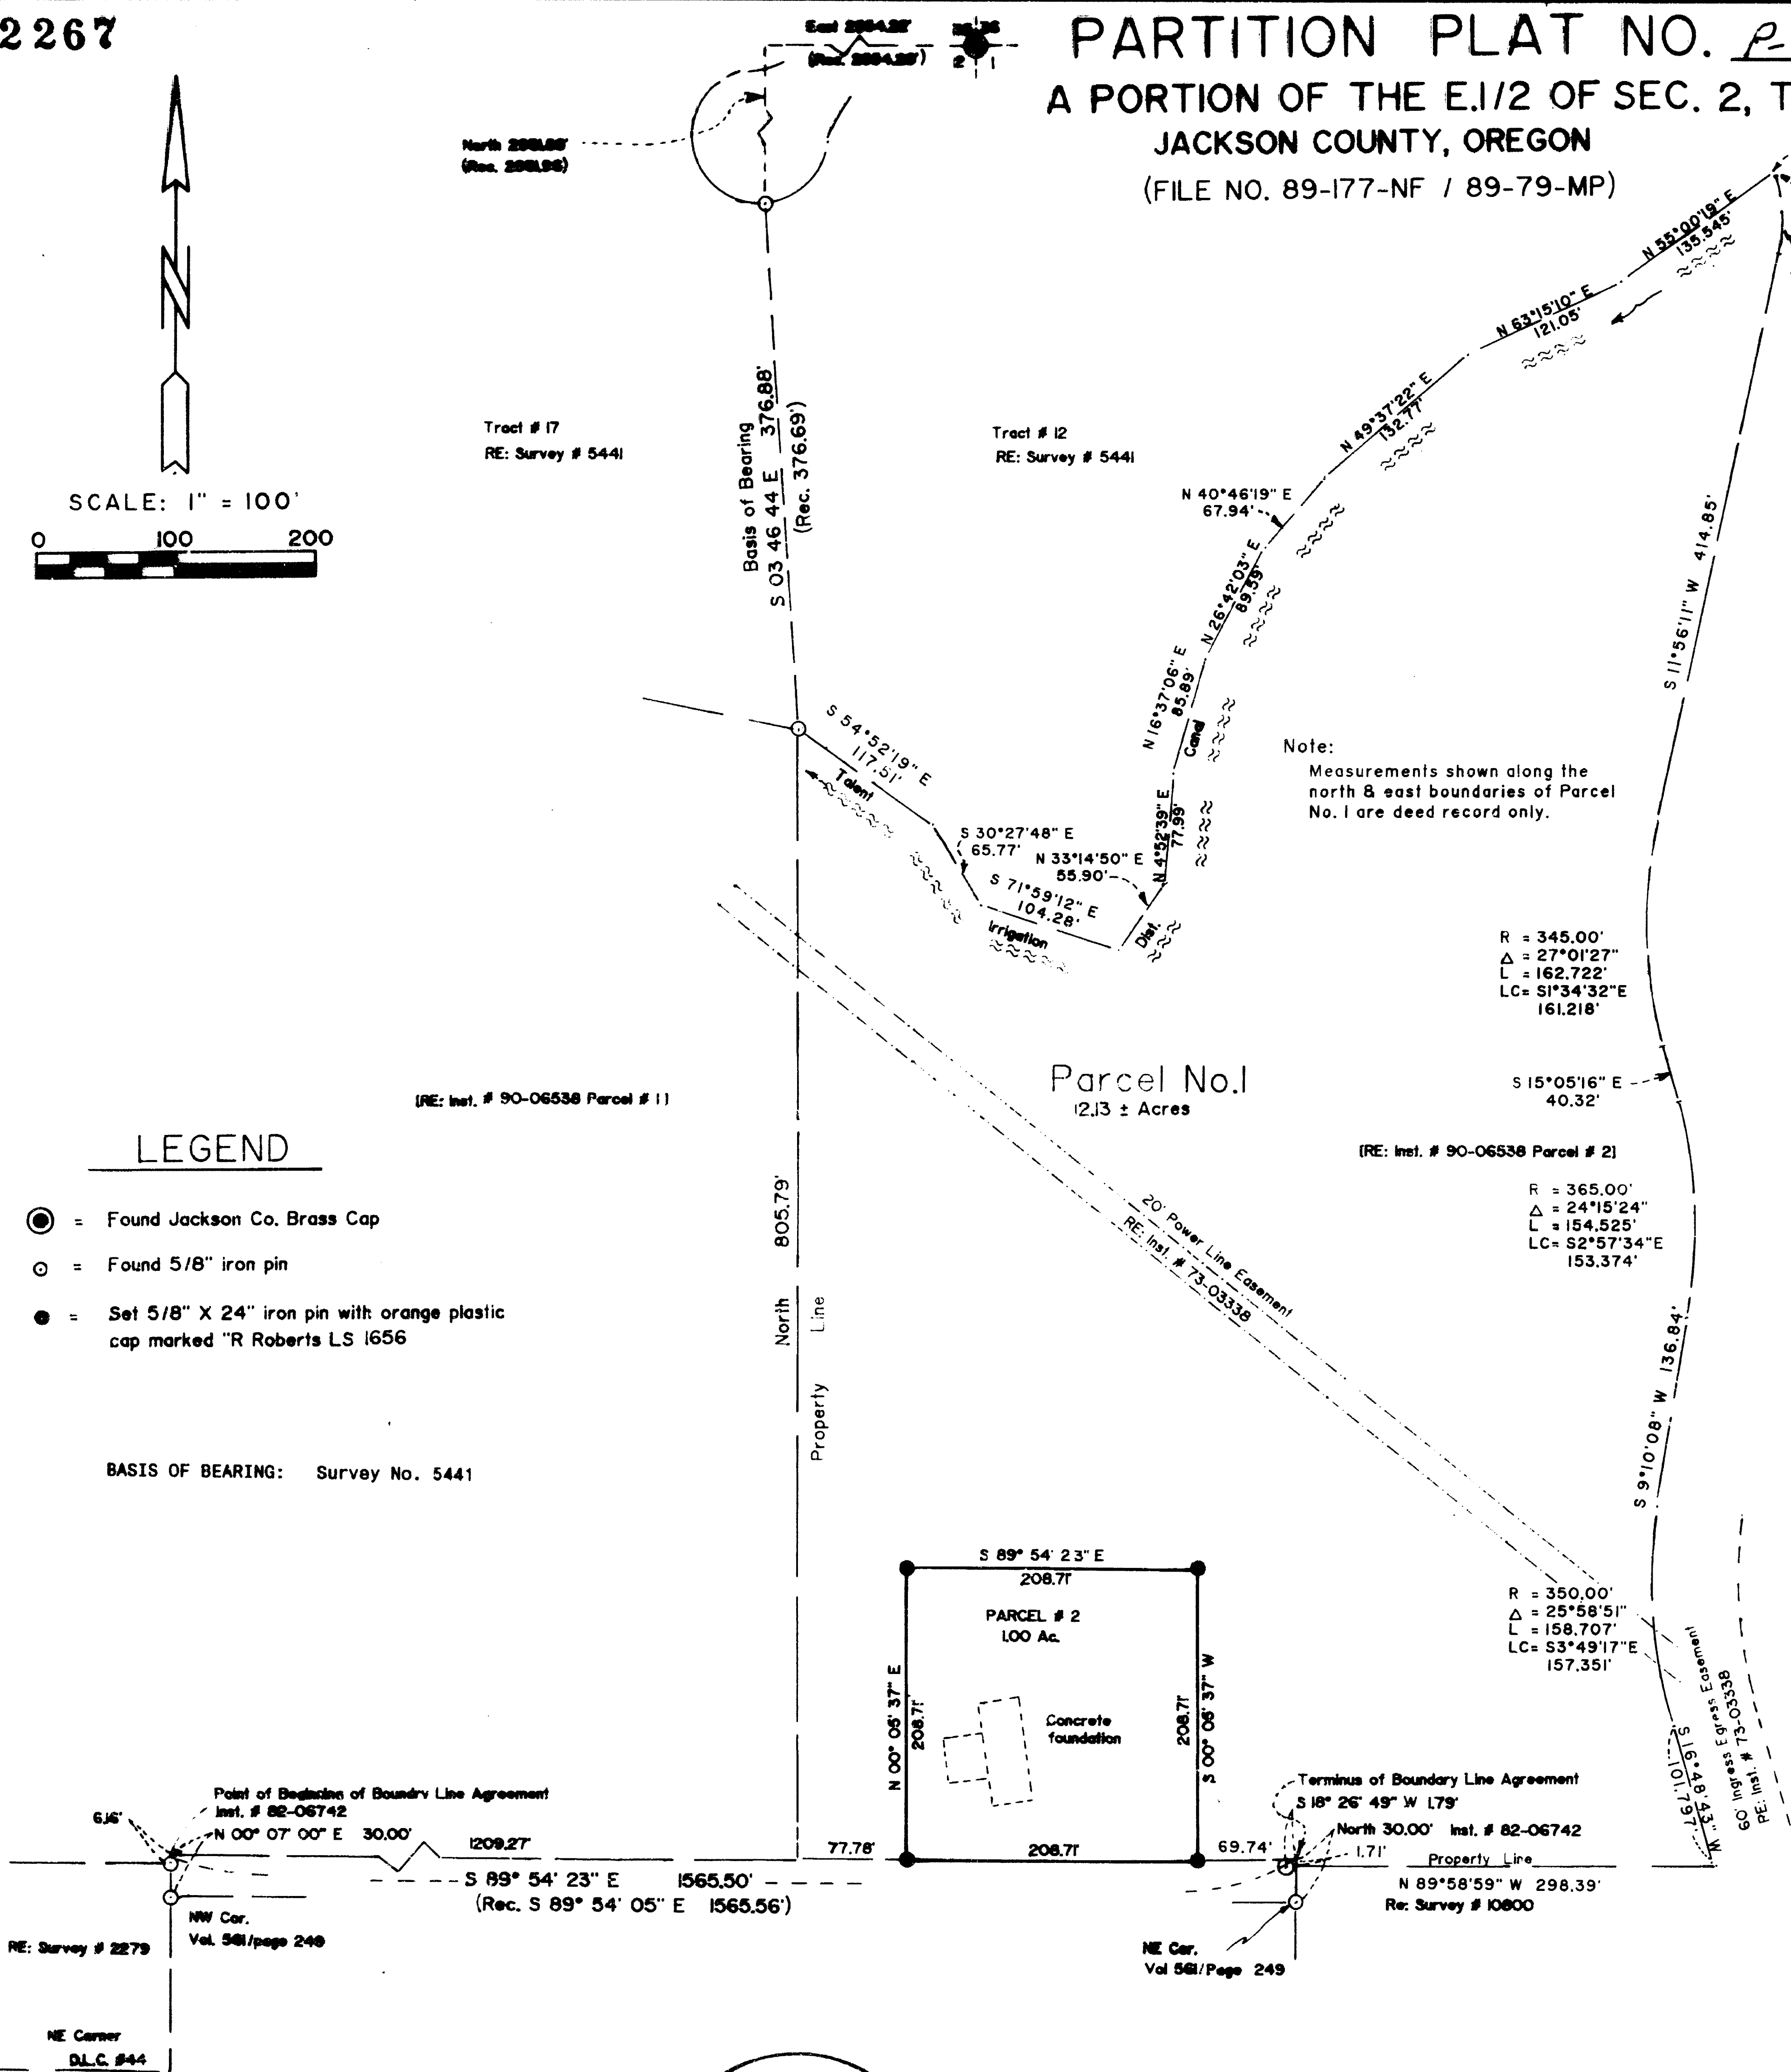 2267
PARTITION PLAT NO. P-
A PORTION OF THE E.1/2 OF SEC. 2, T
JACKSON COUNTY, OREGON
(FILE NO. 89-177-NF / 89-79-MP)
East
(Rec.
2 1
North
(Rec.
N
SCALE: 1" = 100'
0 100 200
Tract # 17
RE: Survey # 5441
Basis of Bearing
S 03 46 44 E 376.88'
(Rec. 376.69')
Tract # 12
RE: Survey # 5441
N 55°00'19" E
135.545'
N 63°15'10" E
121.05'
N 49°37'22" E
132.77'
N 40°46'19" E
67.94'
N 26°42'03" E
89.59'
N 16°37'06" E
85.89'
Canal
N 4°52'39" E
77.99'
S 11°56'11" W 414.85'
S 54°52'19" E
117.51'
Talent
S 30°27'48" E
65.77'
N 33°14'50" E
55.90'
S 71°59'12" E
104.28'
Irrigation
Dist.
Note:
Measurements shown along the
north & east boundaries of Parcel
No. 1 are deed record only.
R = 345.00'
Δ = 27°01'27"
L = 162.722'
LC= S1°34'32"E
161.218'
Parcel No.1
12.13 ± Acres
S 15°05'16" E
40.32'
[RE: Inst. # 90-06538 Parcel # 1]
[RE: Inst. # 90-06538 Parcel # 2]
R = 365.00'
Δ = 24°15'24"
L = 154.525'
LC= S2°57'34"E
153.374'
LEGEND
= Found Jackson Co. Brass Cap
= Found 5/8" iron pin
= Set 5/8" X 24" iron pin with orange plastic
cap marked "R Roberts LS 1656
North 805.79'
Property Line
20' Power Line Easement
RE: Inst. # 73-03338
S 9°10'08" W 136.84'
BASIS OF BEARING: Survey No. 5441
S 89° 54' 23" E
208.71'
PARCEL # 2
1.00 Ac.
N 00° 05' 37" E
208.71'
Concrete
foundation
208.71'
S 00° 05' 37" W
R = 350.00'
Δ = 25°58'51"
L = 158.707'
LC= S3°49'17"E
157.351'
S 16°48'43" W
101.797'
60' Ingress Egress Easement
PE: Inst. # 73-03338
Point of Beginning of Boundry Line Agreement
Inst. # 82-06742
6.16'
N 00° 07' 00" E 30.00'
Terminus of Boundary Line Agreement
S 18° 26' 49" W 1.79'
North 30.00' Inst. # 82-06742
1209.27'
77.78'
208.71'
69.74'
1.71'
Property Line
S 89° 54' 23" E 1565.50'
(Rec. S 89° 54' 05" E 1565.56')
N 89°58'59" W 298.39'
Re: Survey # 10800
NW Cor.
Vol. 561/page 249
RE: Survey # 2279
NE Cor.
Vol 561/Page 249
NE Corner
D.L.C. #44